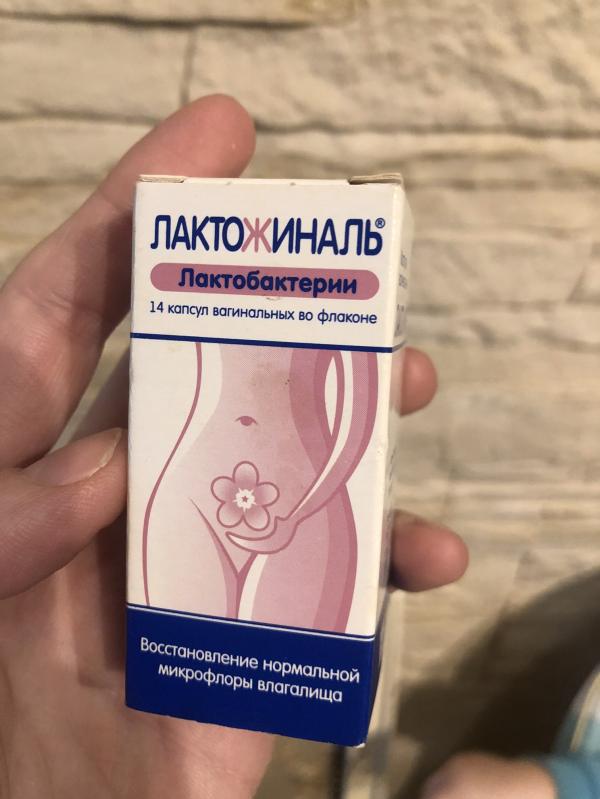 ЛАКТОЖИНАЛЬ®
Лактобактерии
14 капсул вагинальных во флаконе
Восстановление нормальной
микрофлоры влагалища